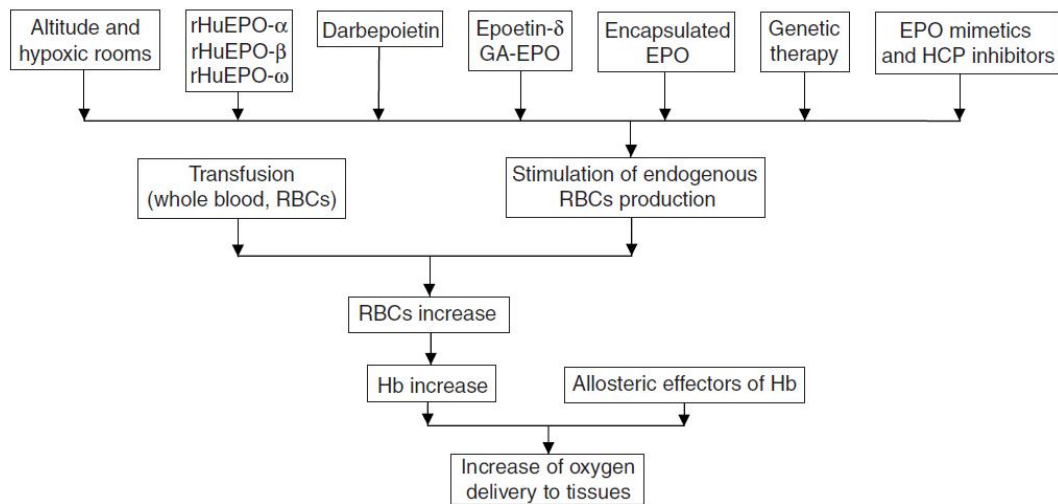 Altitude and
hypoxic rooms
rHuEPO-α
rHuEPO-β
rHuEPO-ω
Darbepoietin
Epoetin-δ
GA-EPO
Encapsulated
EPO
Genetic
therapy
EPO mimetics
and HCP inhibitors
Transfusion
(whole blood, RBCs)
Stimulation of endogenous
RBCs production
RBCs increase
Hb increase
Allosteric effectors of Hb
Increase of oxygen
delivery to tissues